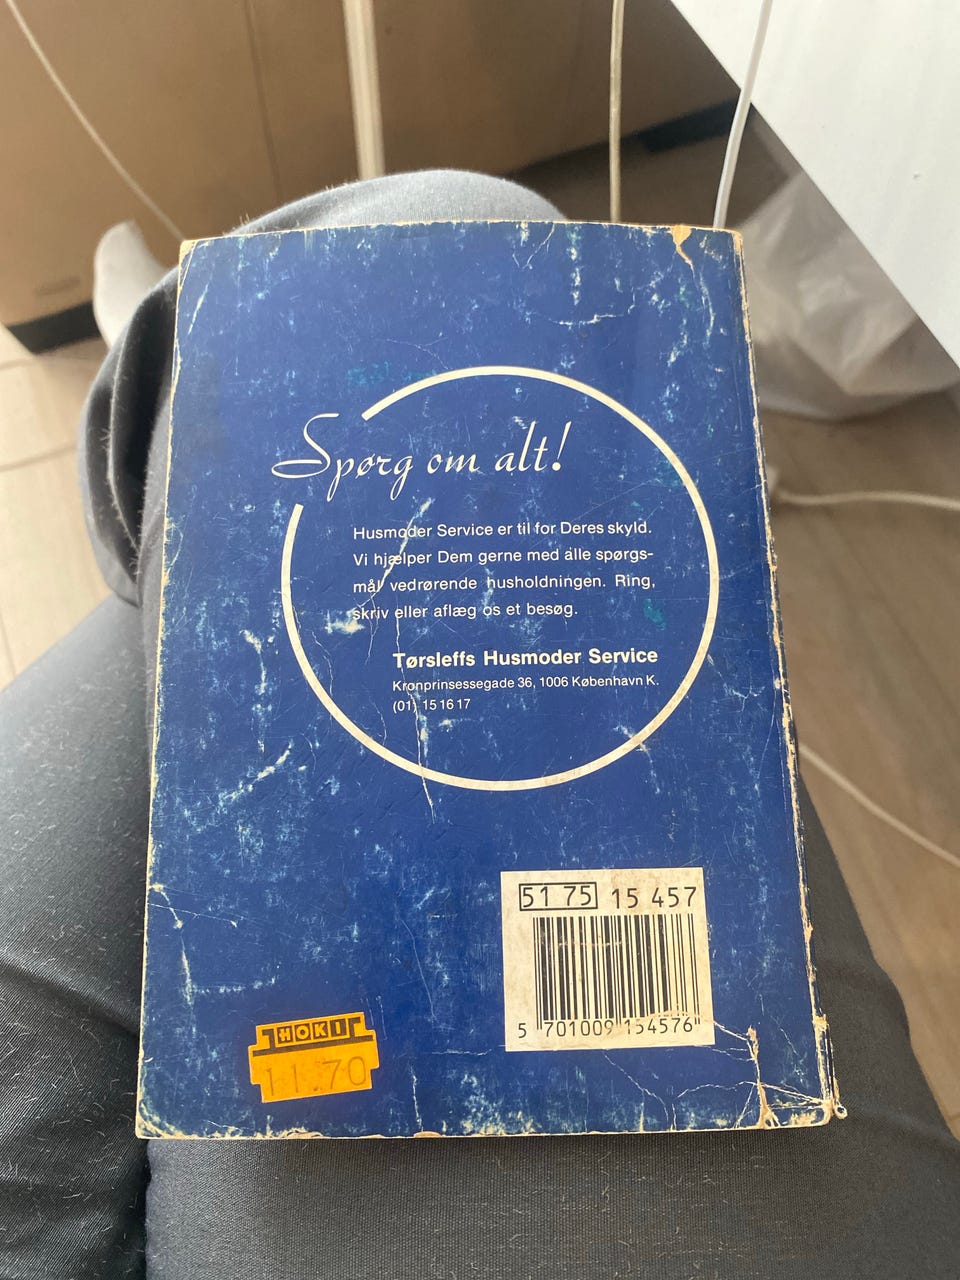 Spørg om alt!
Husmoder Service er til for Deres skyld.
Vi hjælper Dem gerne med alle spørgs-
mål vedrørende husholdningen. Ring,
skriv eller aflæg os et besøg.
Tørsleffs Husmoder Service
Kronprinsessegade 36, 1006 København K.
(01) 15 16 17
51 75 15 457
5 701009 154576
HOKI
11.70